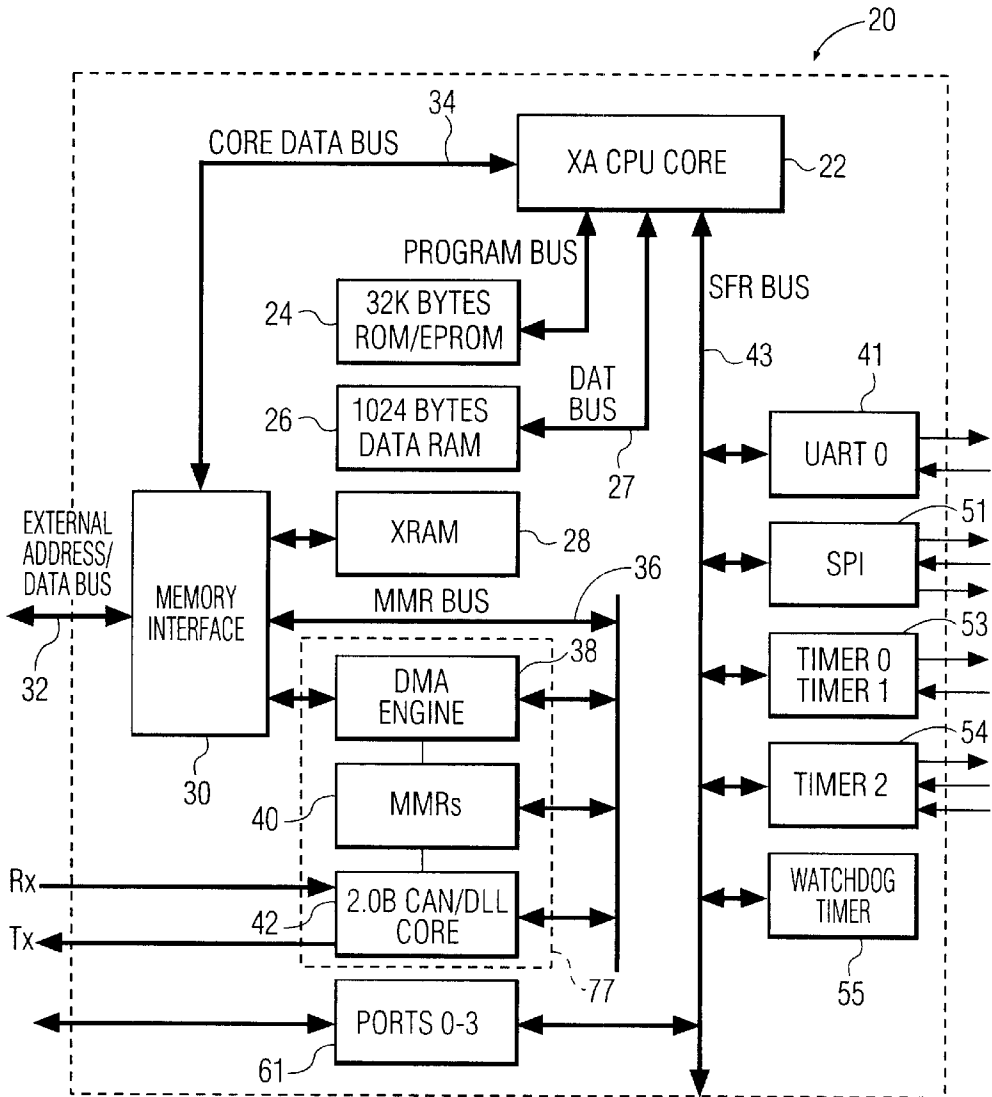 20
34
CORE DATA BUS
XA CPU CORE
22
PROGRAM BUS
SFR BUS
24
32K BYTES
ROM/EPROM
43
DAT
BUS
41
26
1024 BYTES
DATA RAM
27
UART 0
EXTERNAL
ADDRESS/
DATA BUS
XRAM
28
51
SPI
MEMORY
INTERFACE
MMR BUS
36
32
38
53
DMA
ENGINE
TIMER 0
TIMER 1
30
54
40
MMRs
TIMER 2
Rx
42
2.0B CAN/DLL
CORE
WATCHDOG
TIMER
Tx
77
55
PORTS 0-3
61